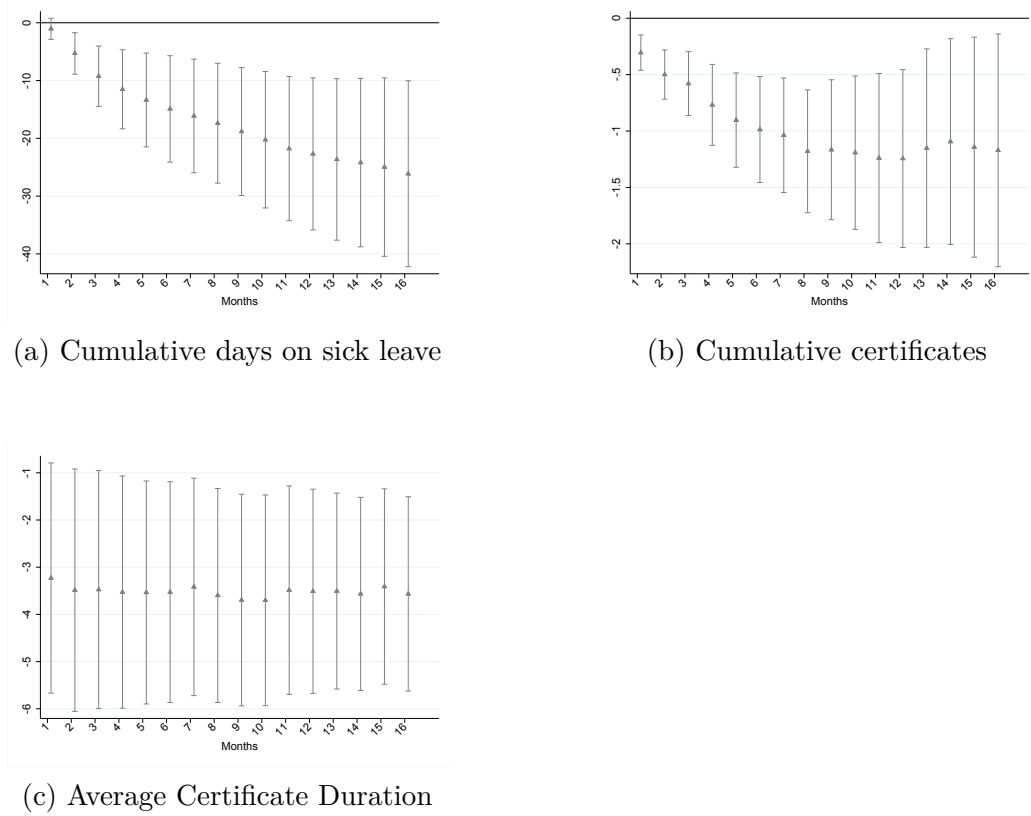 0
-10
-20
-30
-40
1 2 3 4 5 6 7 8 9 10 11 12 13 14 15 16
Months
(a) Cumulative days on sick leave
0
-.5
-1
-1.5
-2
1 2 3 4 5 6 7 8 9 10 11 12 13 14 15 16
Months
(b) Cumulative certificates
-1
-2
-3
-4
-5
-6
1 2 3 4 5 6 7 8 9 10 11 12 13 14 15 16
Months
(c) Average Certificate Duration